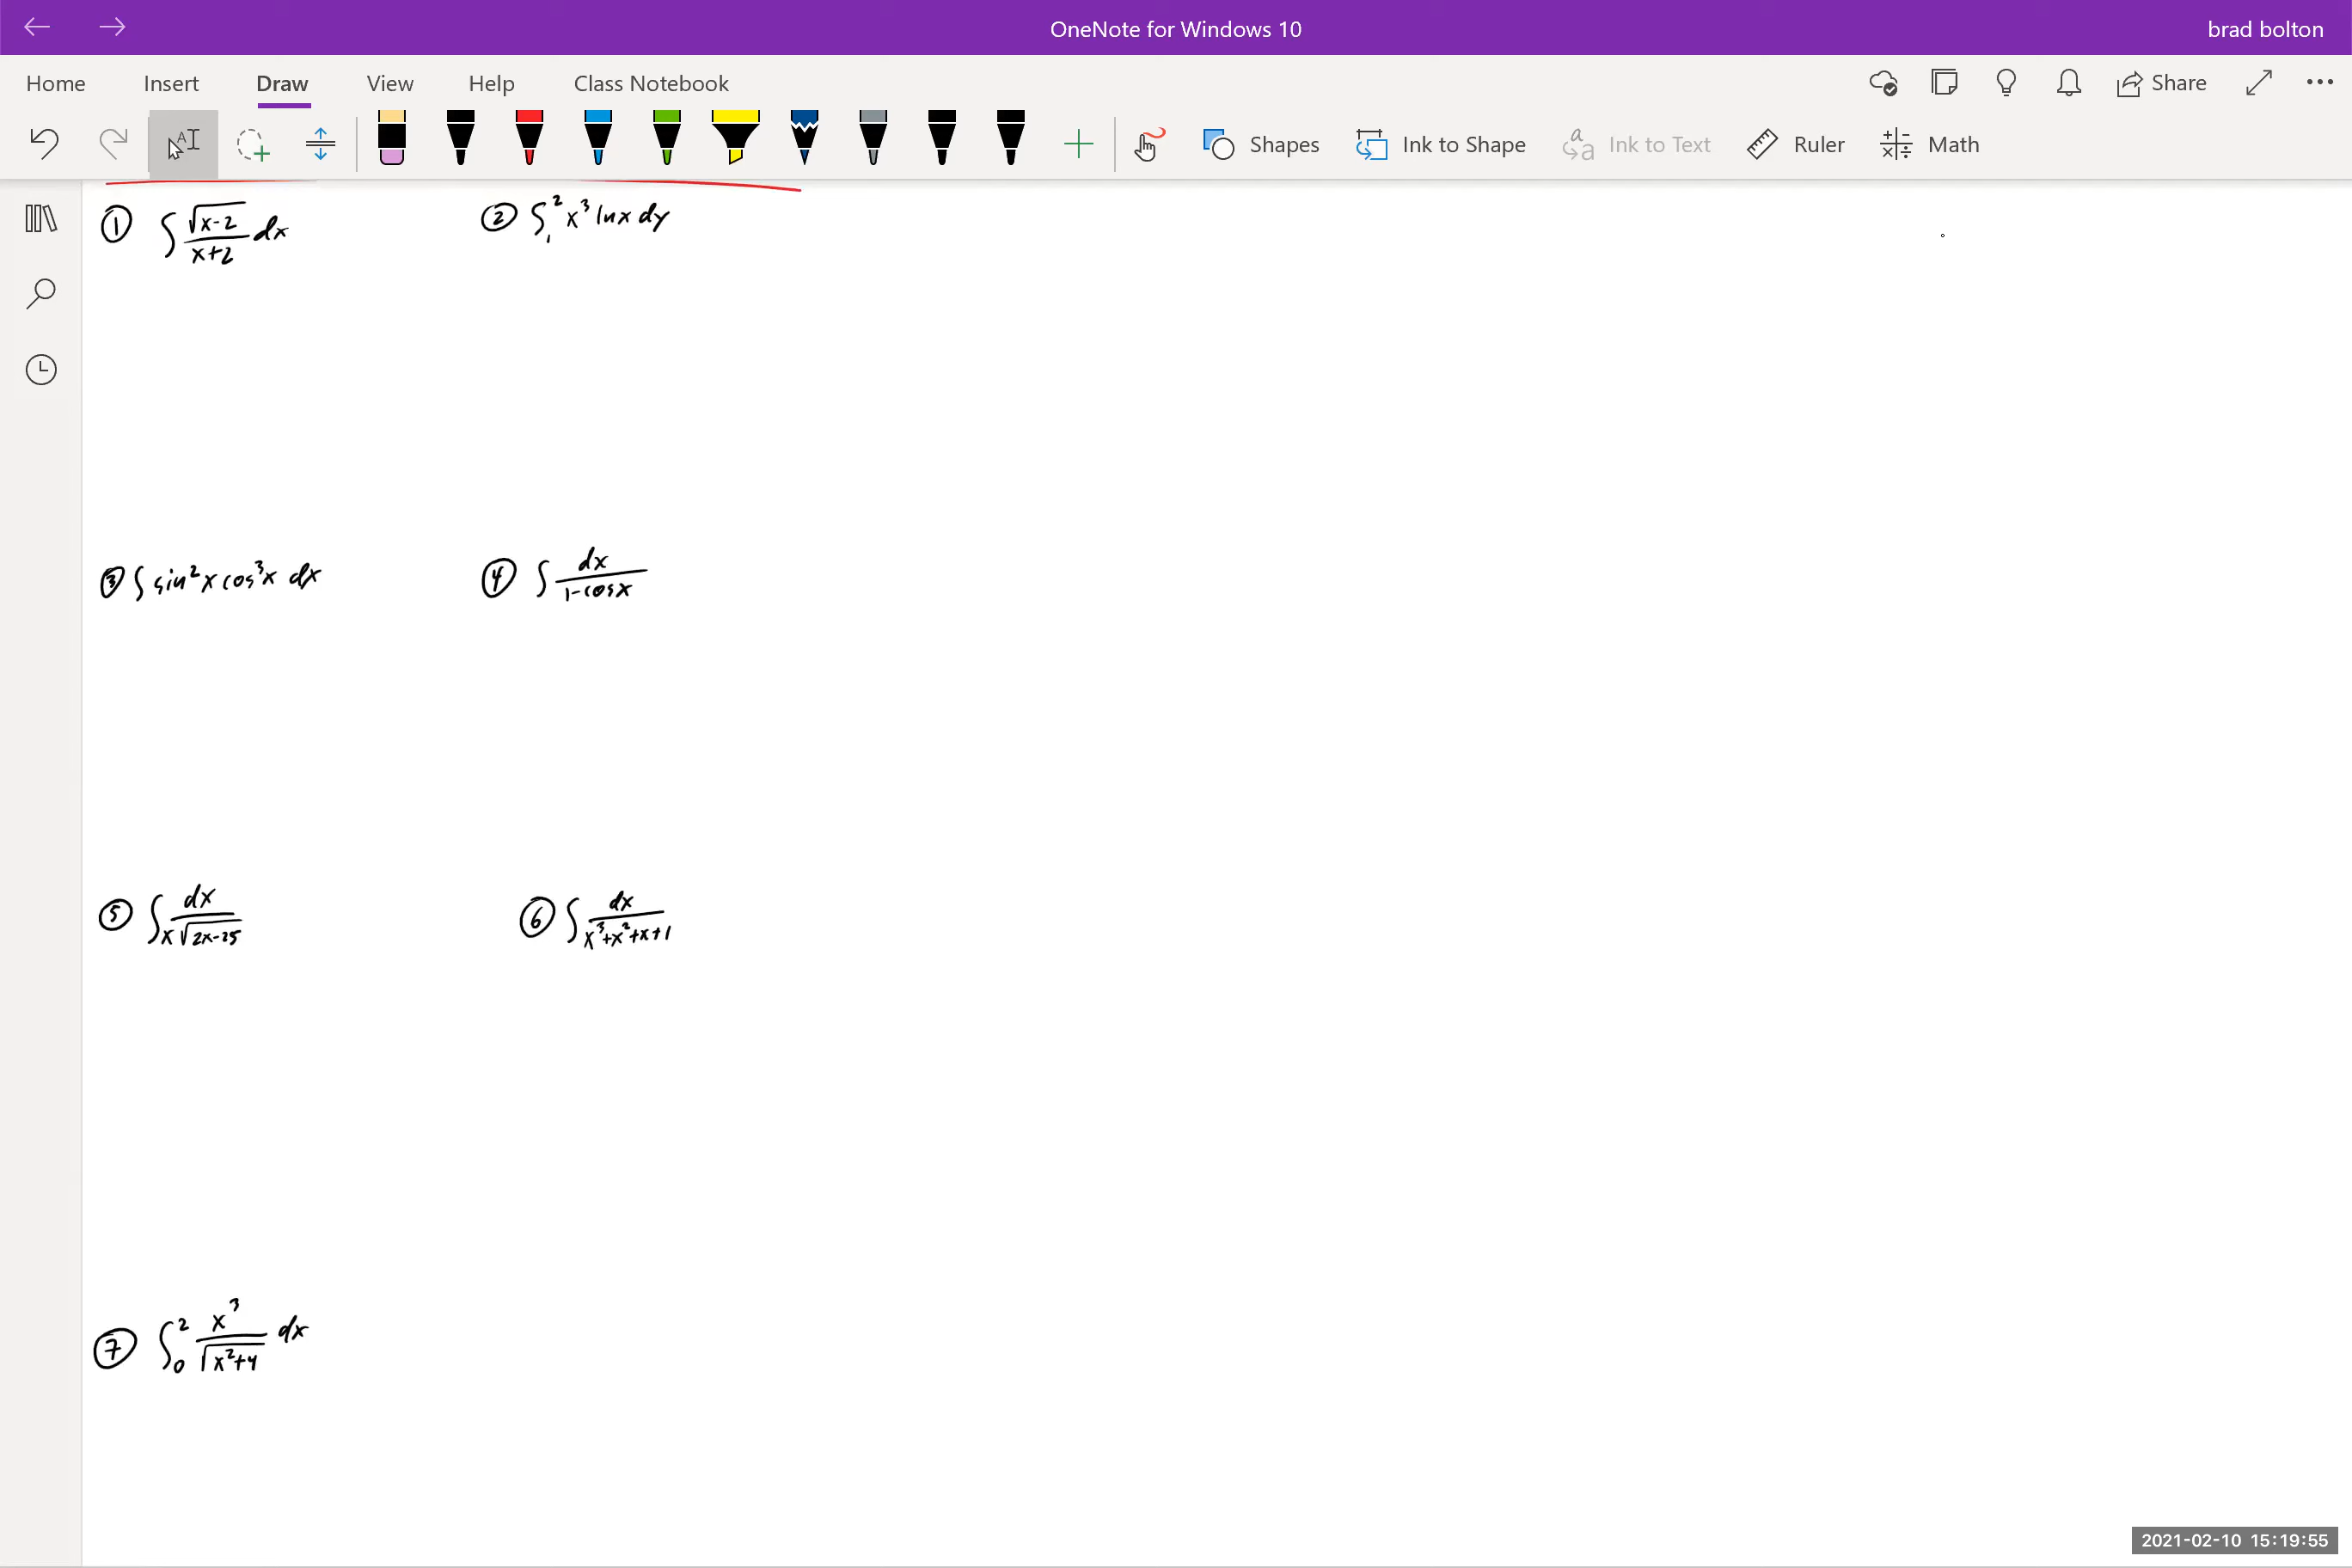 OneNote for Windows 10
brad bolton
Home Insert Draw View Help Class Notebook Share
Shapes Ink to Shape Ink to Text Ruler Math
① ∫ √(x-2)/(x+2) dx
② ∫₁² x³ ln x dy
③ ∫ sin²x cos³x dx
④ ∫ dx/(1-cosx)
⑤ ∫ dx/(x√(2x-25))
⑥ ∫ dx/(x³+x²+x+1)
⑦ ∫₀² x³/√(x²+4) dx
2021-02-10 15:19:55